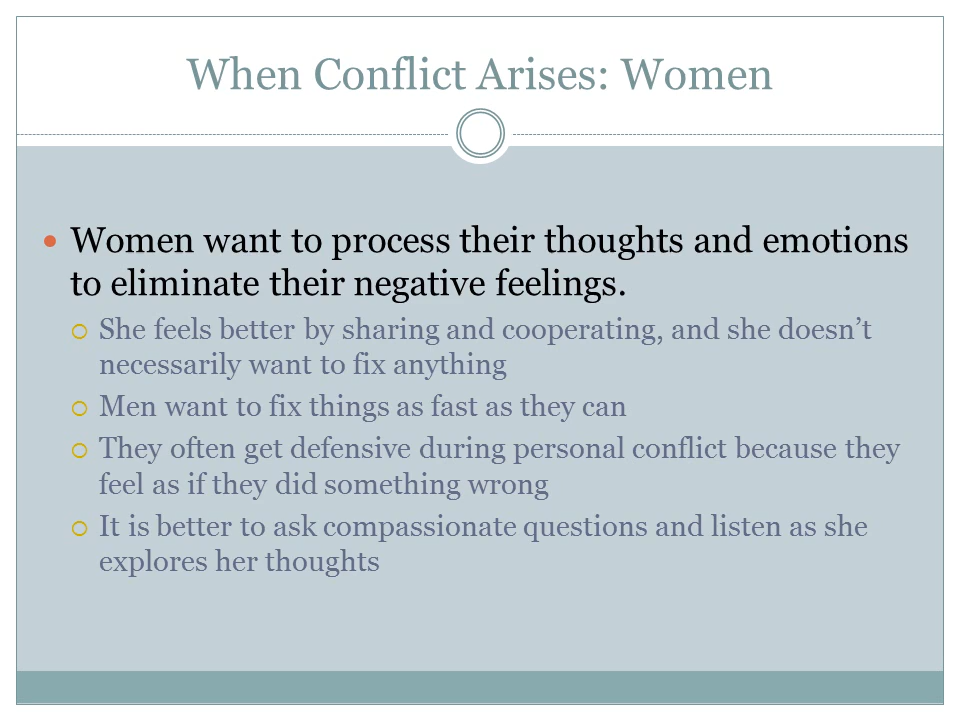 When Conflict Arises: Women
Women want to process their thoughts and emotions
to eliminate their negative feelings.
She feels better by sharing and cooperating, and she doesn’t
necessarily want to fix anything
Men want to fix things as fast as they can
They often get defensive during personal conflict because they
feel as if they did something wrong
It is better to ask compassionate questions and listen as she
explores her thoughts